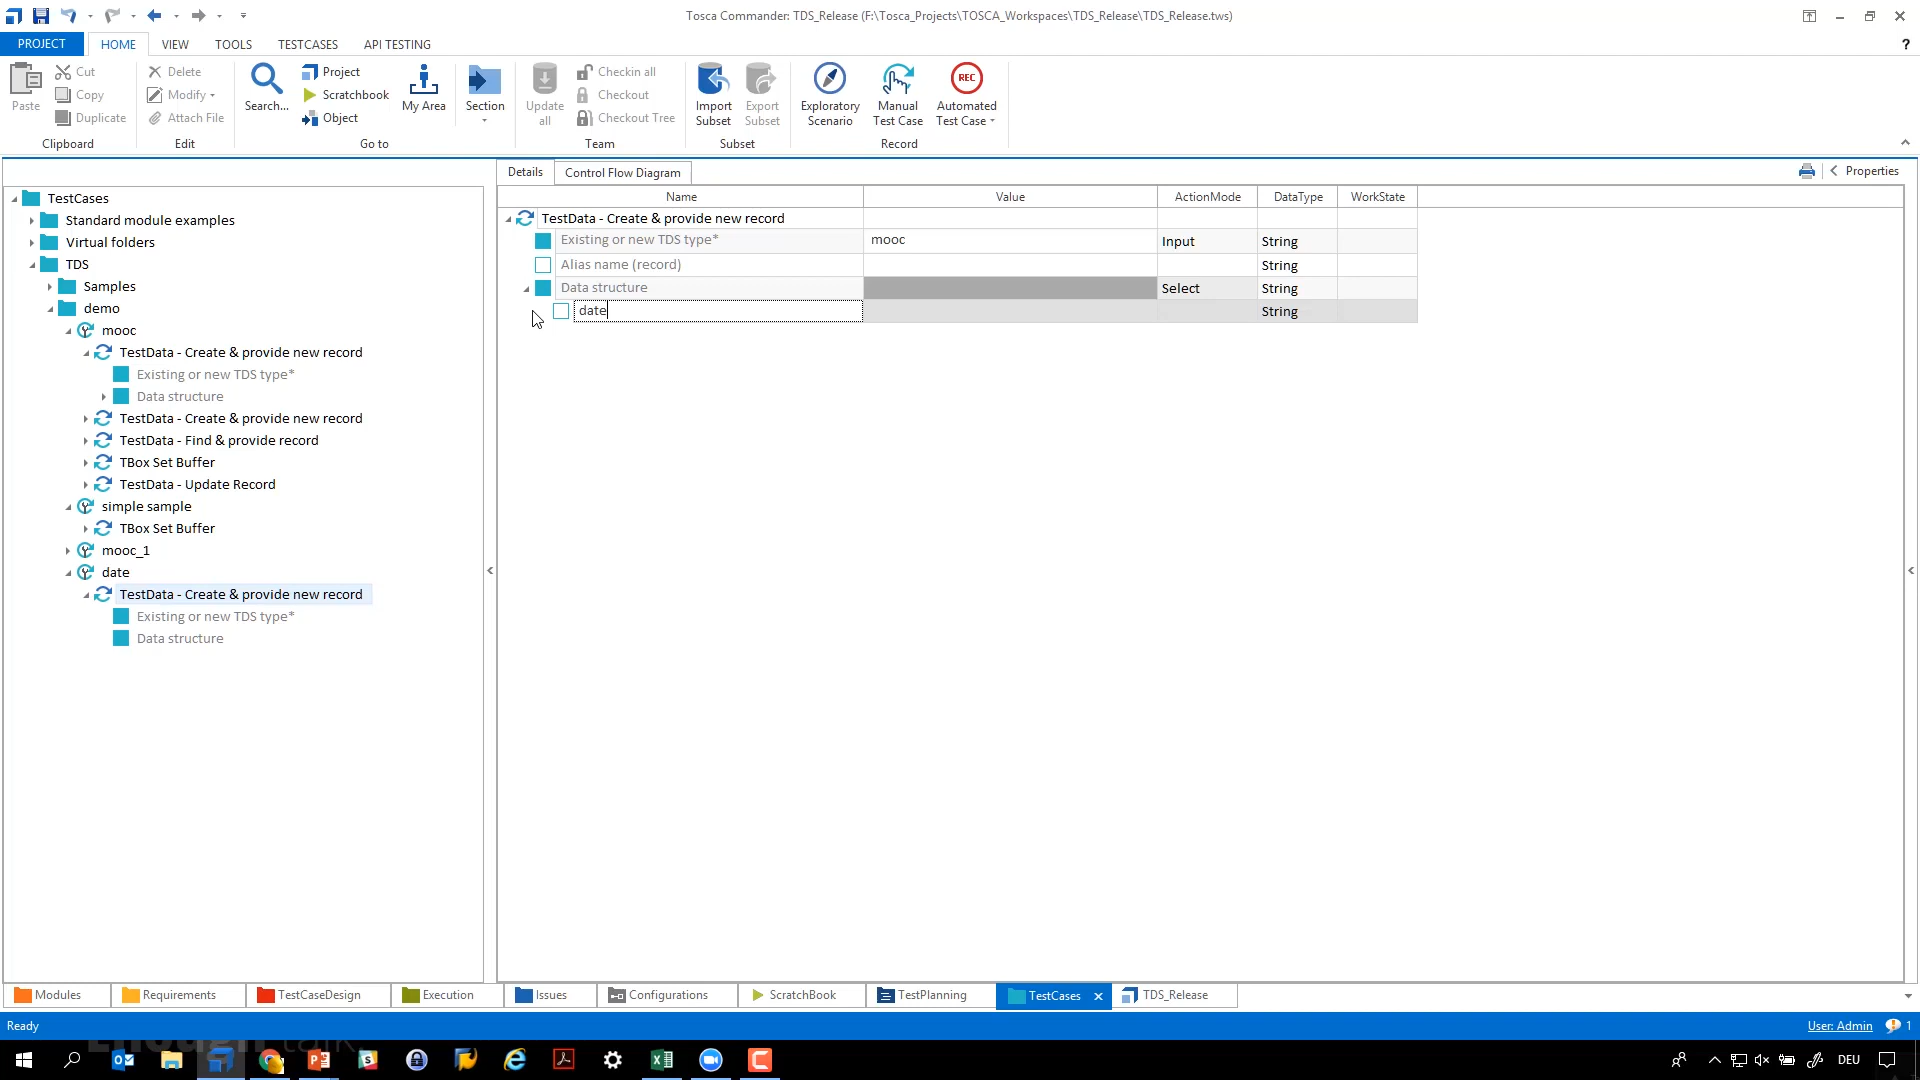 Tosca Commander: TDS_Release (F:\Tosca_Projects\TOSCA_Workspaces\TDS_Release\TDS_Release.tws)
PROJECT HOME VIEW TOOLS TESTCASES API TESTING ?
Paste
Cut
Copy
Duplicate
Clipboard
Delete
Modify
Attach File
Edit
Search...
Project
Scratchbook
Object
My Area
Section
Go to
Update all
Checkin all
Checkout
Checkout Tree
Team
Import Subset
Export Subset
Subset
Exploratory Scenario
Manual Test Case
REC
Automated Test Case
Record
Details
Control Flow Diagram
Properties
TestCases
Standard module examples
Virtual folders
TDS
Samples
demo
mooc
TestData - Create & provide new record
Existing or new TDS type*
Data structure
TestData - Create & provide new record
TestData - Find & provide record
TBox Set Buffer
TestData - Update Record
simple sample
TBox Set Buffer
mooc_1
date
TestData - Create & provide new record
Existing or new TDS type*
Data structure
Name Value ActionMode DataType WorkState
TestData - Create & provide new record
Existing or new TDS type* mooc Input String
Alias name (record) String
Data structure Select String
date String
Modules Requirements TestCaseDesign Execution Issues Configurations ScratchBook TestPlanning TestCases TDS_Release
Ready
User: Admin 1
DEU